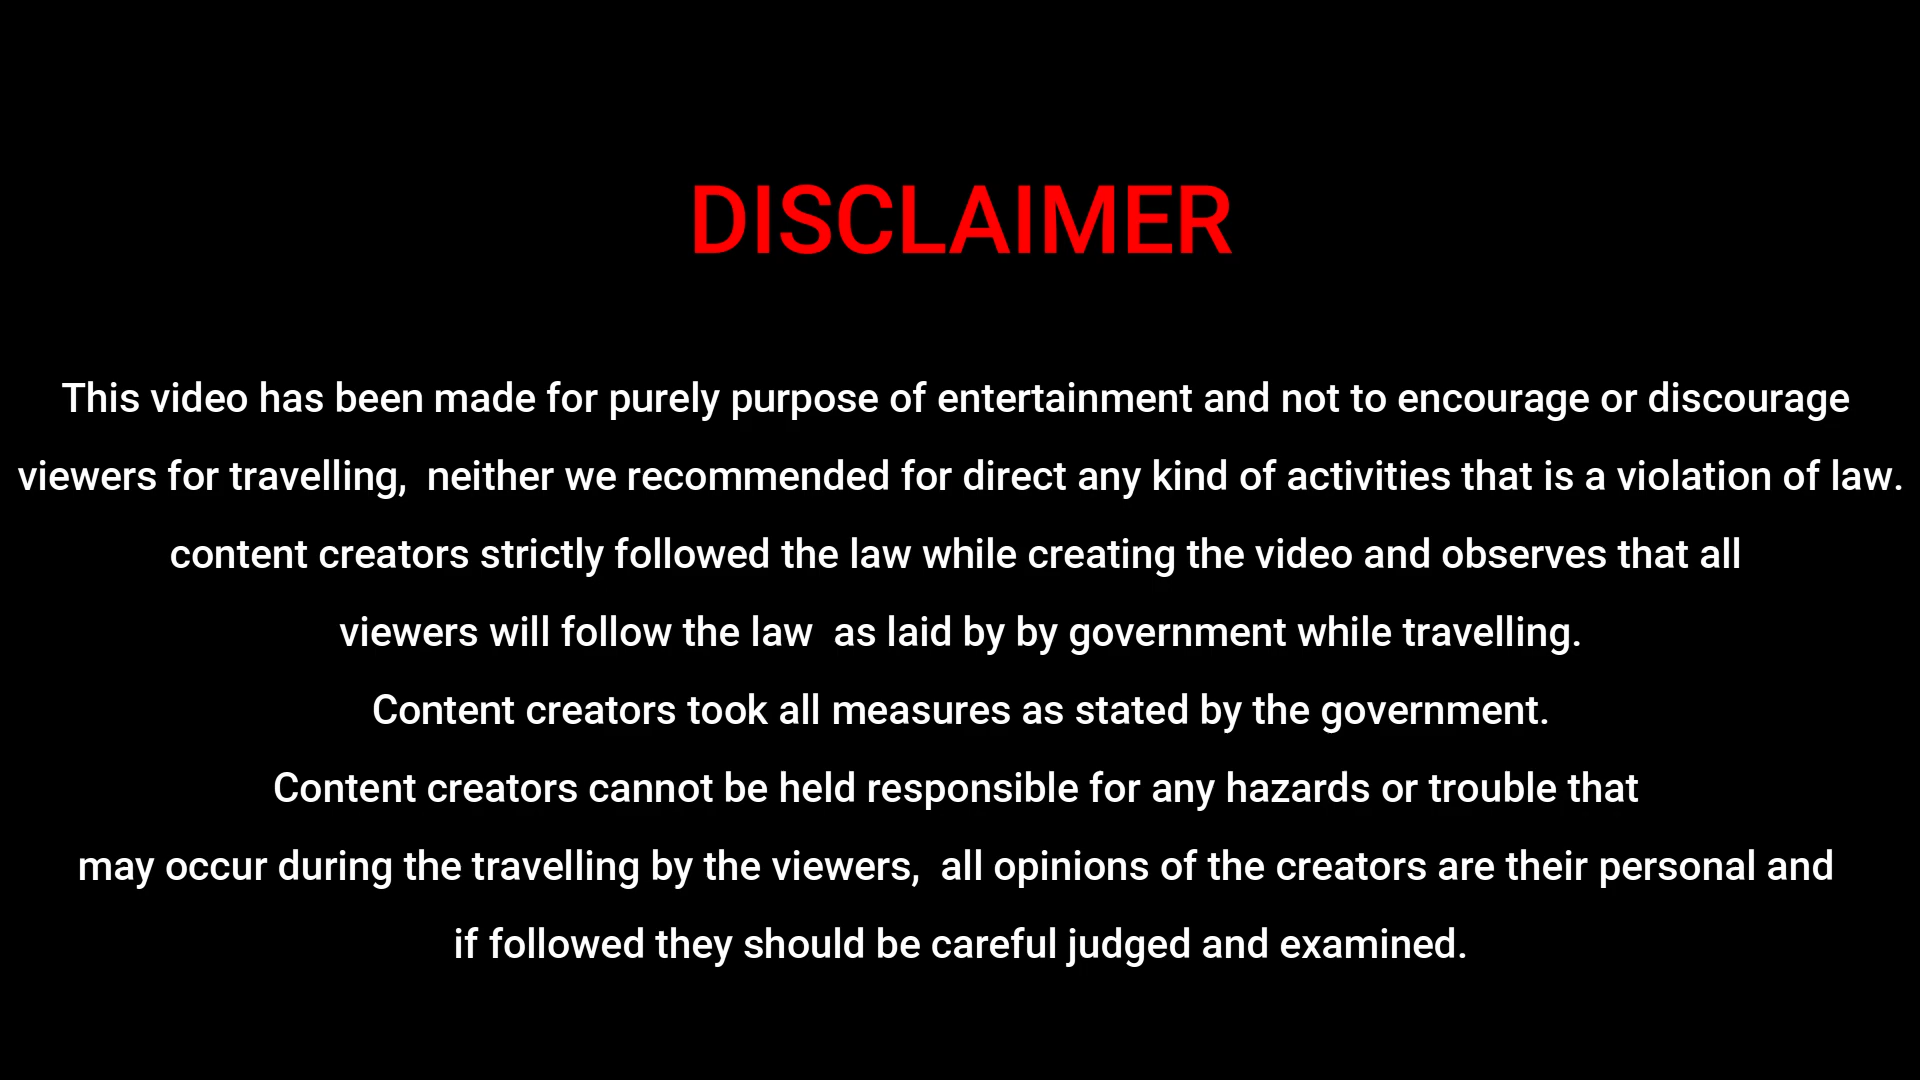 DISCLAIMER
This video has been made for purely purpose of entertainment and not to encourage or discourage
viewers for travelling,  neither we recommended for direct any kind of activities that is a violation of law.
content creators strictly followed the law while creating the video and observes that all
viewers will follow the law  as laid by by government while travelling.
Content creators took all measures as stated by the government.
Content creators cannot be held responsible for any hazards or trouble that
may occur during the travelling by the viewers,  all opinions of the creators are their personal and
if followed they should be careful judged and examined.